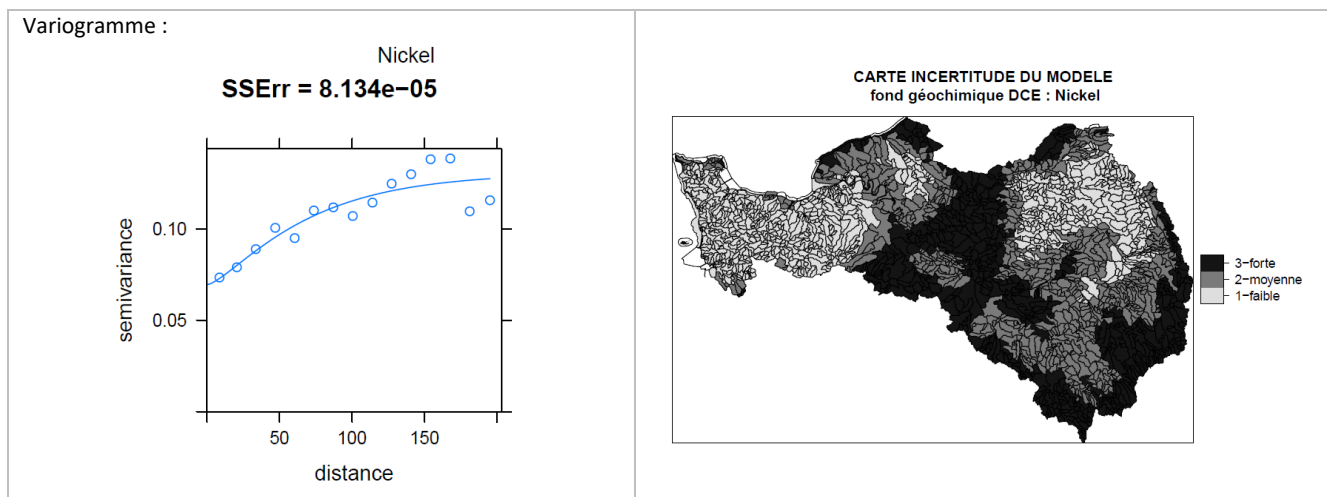 Variogramme :
Nickel
SSErr = 8.134e−05
semivariance
0.10
0.05
50
100
150
distance
CARTE INCERTITUDE DU MODELE
fond géochimique DCE : Nickel
3−forte
2−moyenne
1−faible